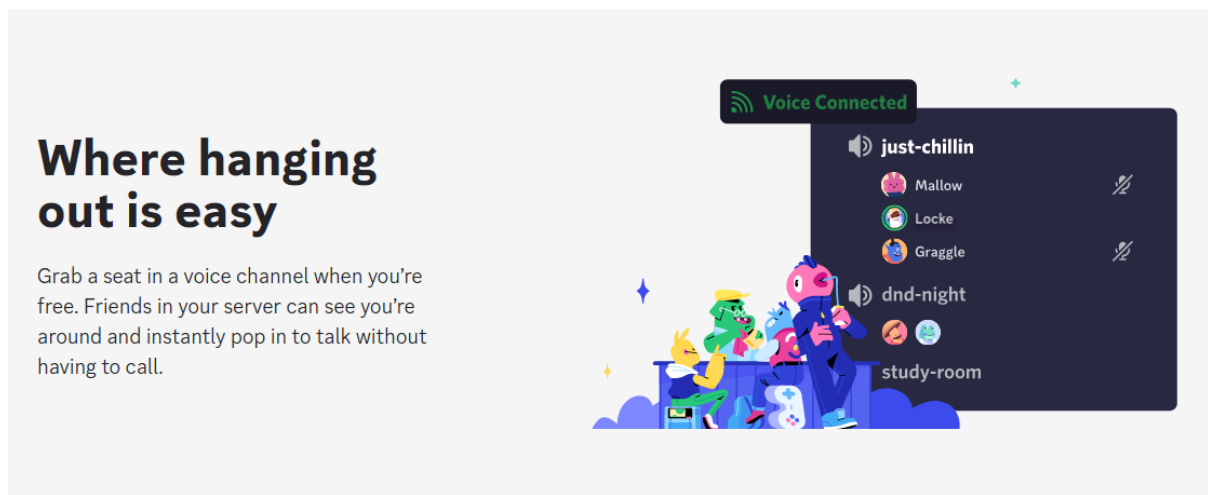 Where hanging
out is easy
Grab a seat in a voice channel when you’re
free. Friends in your server can see you’re
around and instantly pop in to talk without
having to call.
Voice Connected
just-chillin
Mallow
Locke
Graggle
dnd-night
study-room